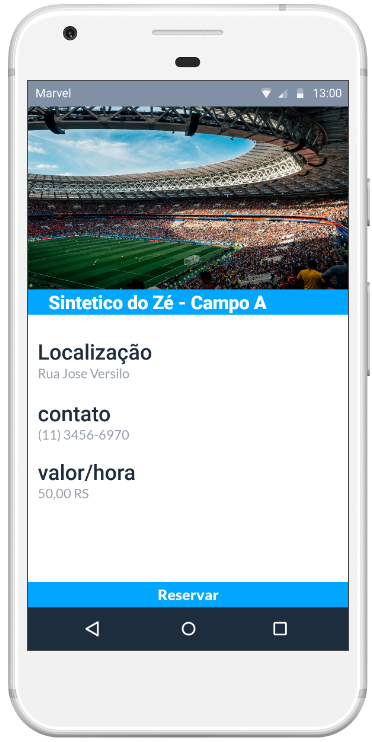 Marvel 13:00
Sintetico do Zé - Campo A
Localização
Rua Jose Versilo
contato
(11) 3456-6970
valor/hora
50,00 RS
Reservar